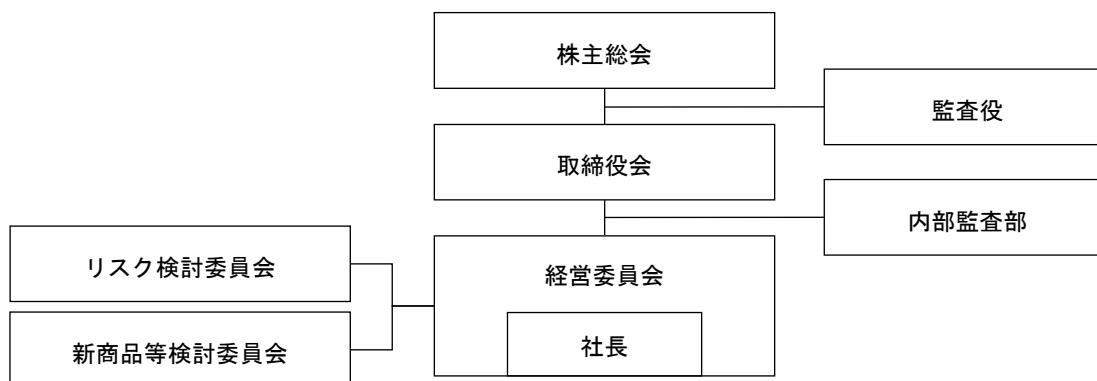 株主総会
監査役
取締役会
内部監査部
リスク検討委員会
経営委員会
新商品等検討委員会
社長